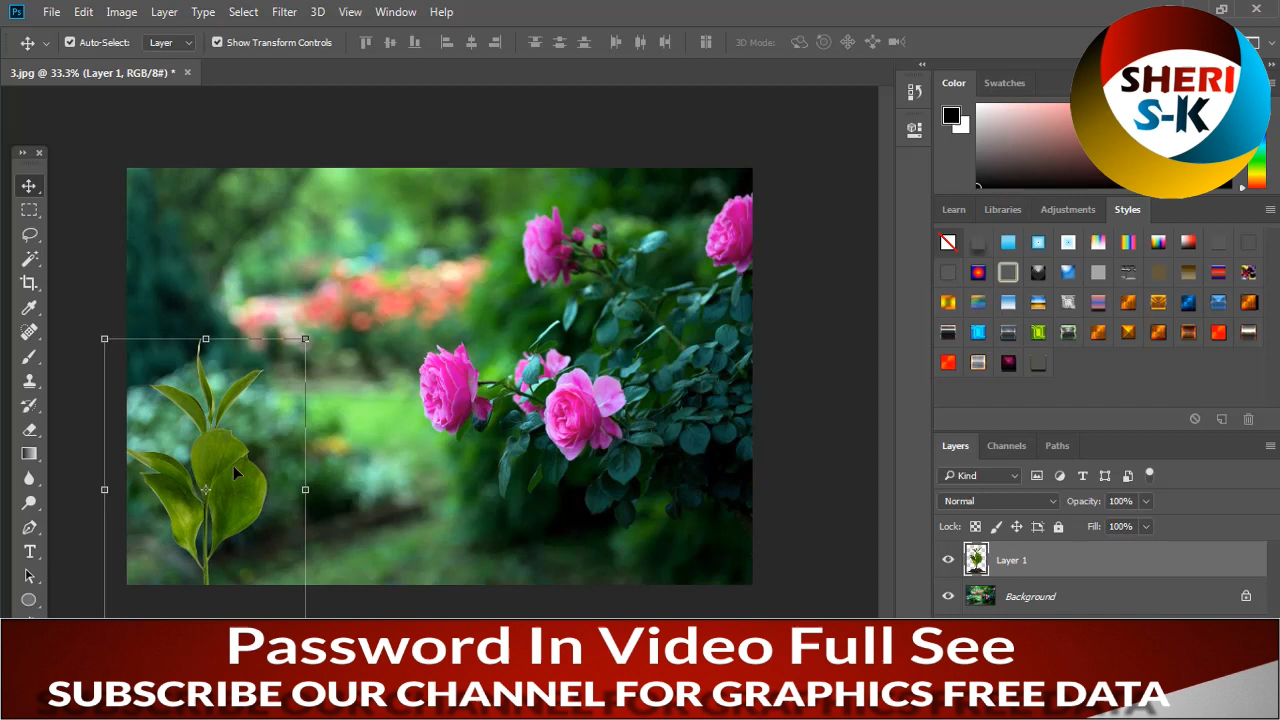 Ps File Edit Image Layer Type Select Filter 3D View Window Help
Auto-Select: Layer Show Transform Controls 3D Mode:
3.jpg @ 33.3% (Layer 1, RGB/8#) * ×
SHERI
S-K
Color Swatches
Learn Libraries Adjustments Styles
Layers Channels Paths
Kind
Normal Opacity: 100%
Lock: Fill: 100%
Layer 1
Background
Password In Video Full See
SUBSCRIBE OUR CHANNEL FOR GRAPHICS FREE DATA